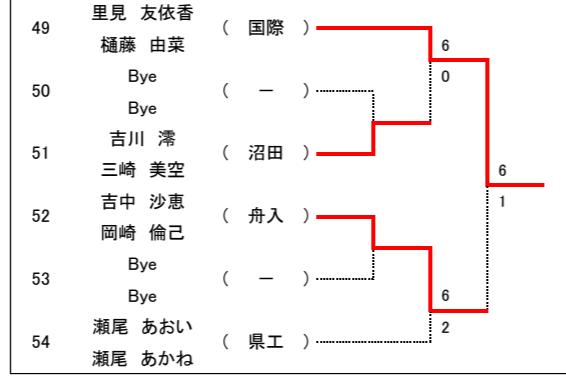 49 里見 友依香 樋藤 由菜 ( 国際 )
6
0
50 Bye Bye ( ー )
51 吉川 澪 三崎 美空 ( 沼田 )
6
1
52 吉中 沙恵 岡崎 倫己 ( 舟入 )
53 Bye Bye ( ー )
6
2
54 瀬尾 あおい 瀬尾 あかね ( 県工 )